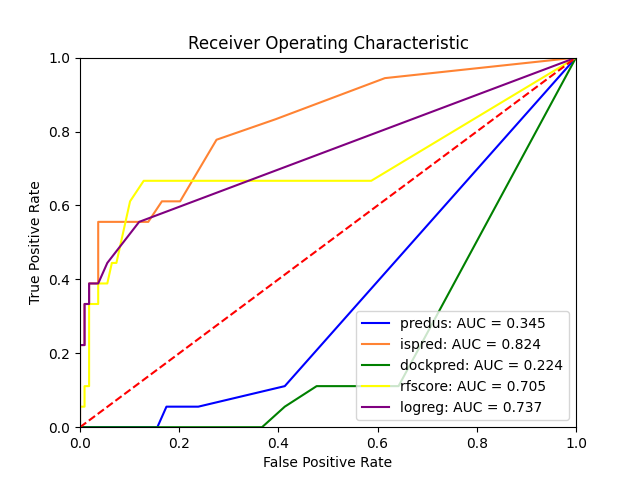 Receiver Operating Characteristic
True Positive Rate
1.0
0.8
0.6
0.4
0.2
0.0
predus: AUC = 0.345
ispred: AUC = 0.824
dockpred: AUC = 0.224
rfscore: AUC = 0.705
logreg: AUC = 0.737
0.0 0.2 0.4 0.6 0.8 1.0
False Positive Rate